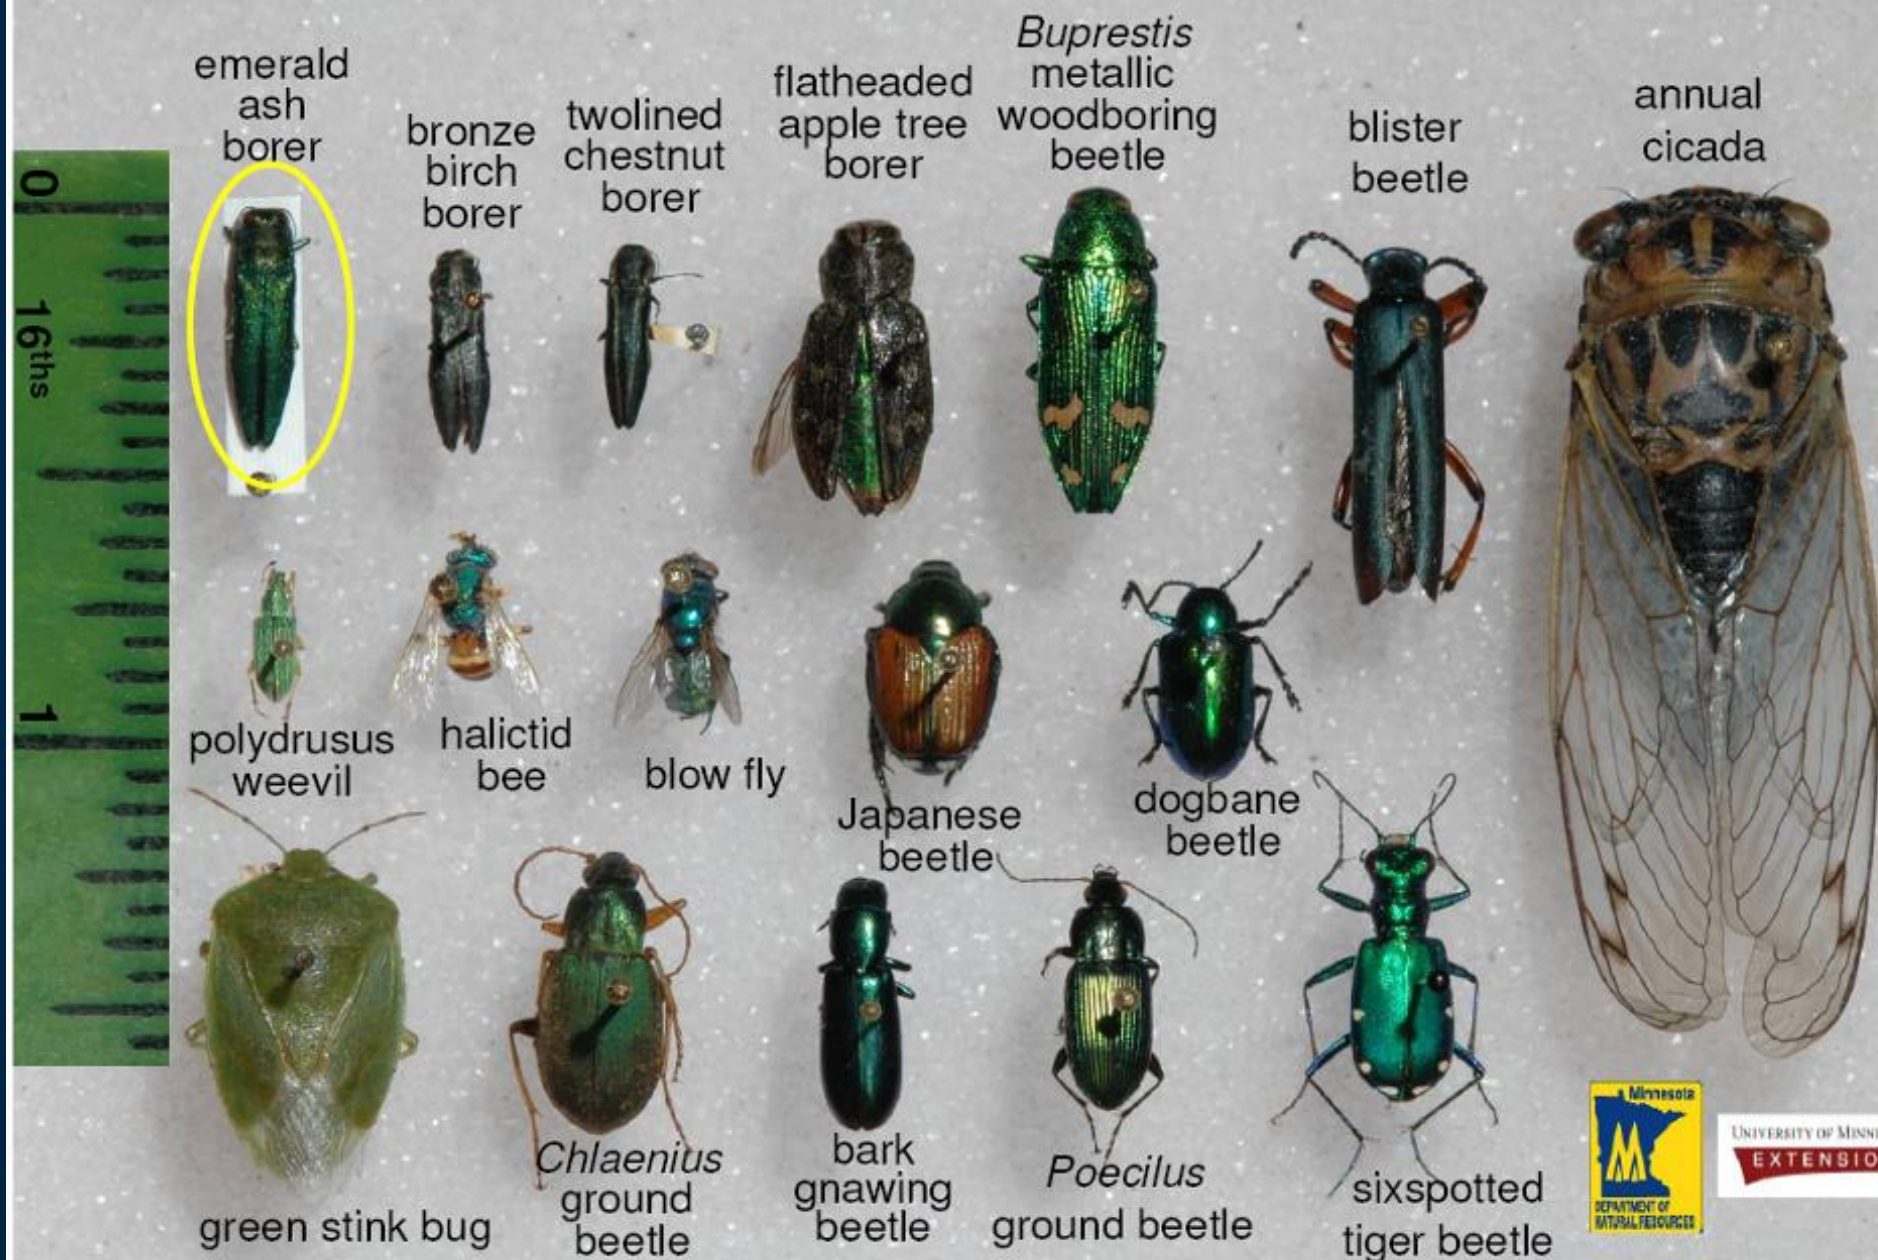 emerald
ash
borer
bronze
birch
borer
twolined
chestnut
borer
flatheaded
apple tree
borer
Buprestis
metallic
woodboring
beetle
blister
beetle
annual
cicada
0
16ths
1
polydrusus
weevil
halictid
bee
blow fly
Japanese
beetle
dogbane
beetle
green stink bug
Chlaenius
ground
beetle
bark
gnawing
beetle
Poecilus
ground beetle
sixspotted
tiger beetle
Minnesota
DEPARTMENT OF
NATURAL RESOURCES
UNIVERSITY OF MINNE
EXTENSIO